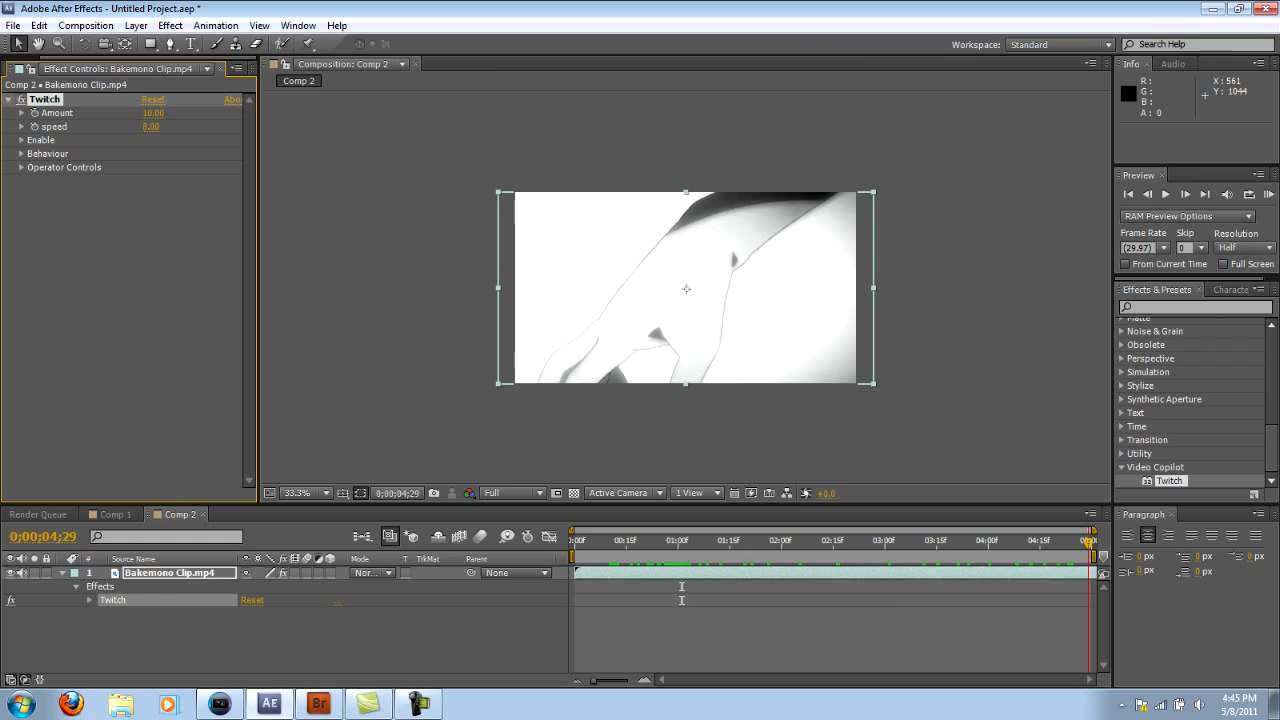 Adobe After Effects - Untitled Project.aep *
File Edit Composition Layer Effect Animation View Window Help
Workspace: Standard Search Help
Effect Controls: Bakemono Clip.mp4
Comp 2 • Bakemono Clip.mp4
Twitch Reset Abo
Amount 10.00
speed 8.00
Enable
Behaviour
Operator Controls
Composition: Comp 2
Comp 2
33.3% 0;00;04;29 Full Active Camera 1 View +0.0
Info Audio
R: X: 561
G: Y: 1044
B:
A: 0
Preview
RAM Preview Options
Frame Rate Skip Resolution
(29.97) 0 Half
From Current Time Full Screen
Effects & Presets Characte
Matte
Noise & Grain
Obsolete
Perspective
Simulation
Stylize
Synthetic Aperture
Text
Time
Transition
Utility
Video Copilot
Twitch
Paragraph
0 px 0 px 0 px
0 px 0 px
Render Queue Comp 1 Comp 2
0;00;04;29
# Source Name Mode T TrkMat Parent
1 Bakemono Clip.mp4 Nor... None
Effects
Twitch Reset ...
:00F 00:15F 01:00F 01:15F 02:00F 02:15F 03:00F 03:15F 04:00F 04:15F
Ae Br
4:45 PM
5/8/2011